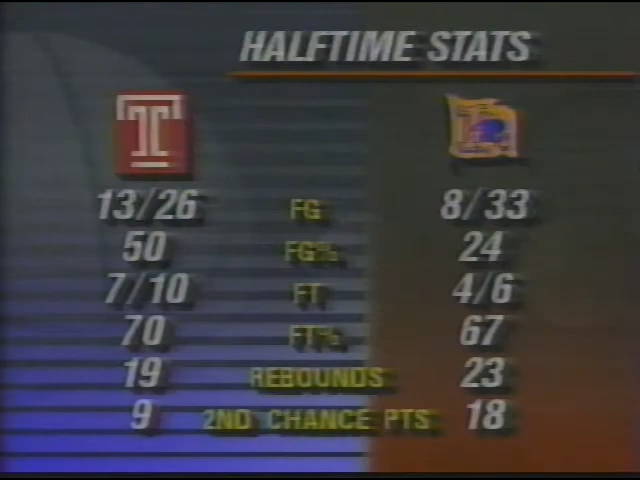 HALFTIME STATS
T
13/26 FG 8/33
50 FG% 24
7/10 FT 4/6
70 FT% 67
19 REBOUNDS 23
9 2ND CHANCE PTS 18